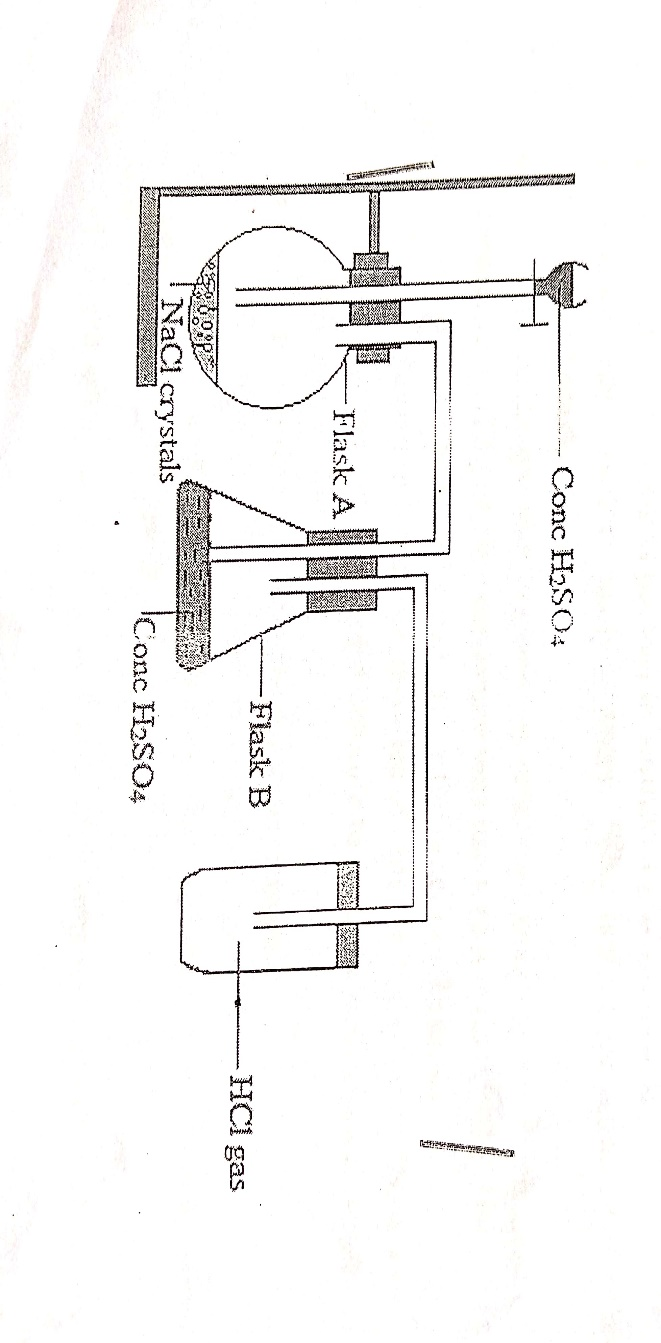 Conc H₂SO₄
Flask A
NaCl crystals
Flask B
Conc H₂SO₄
HCl gas